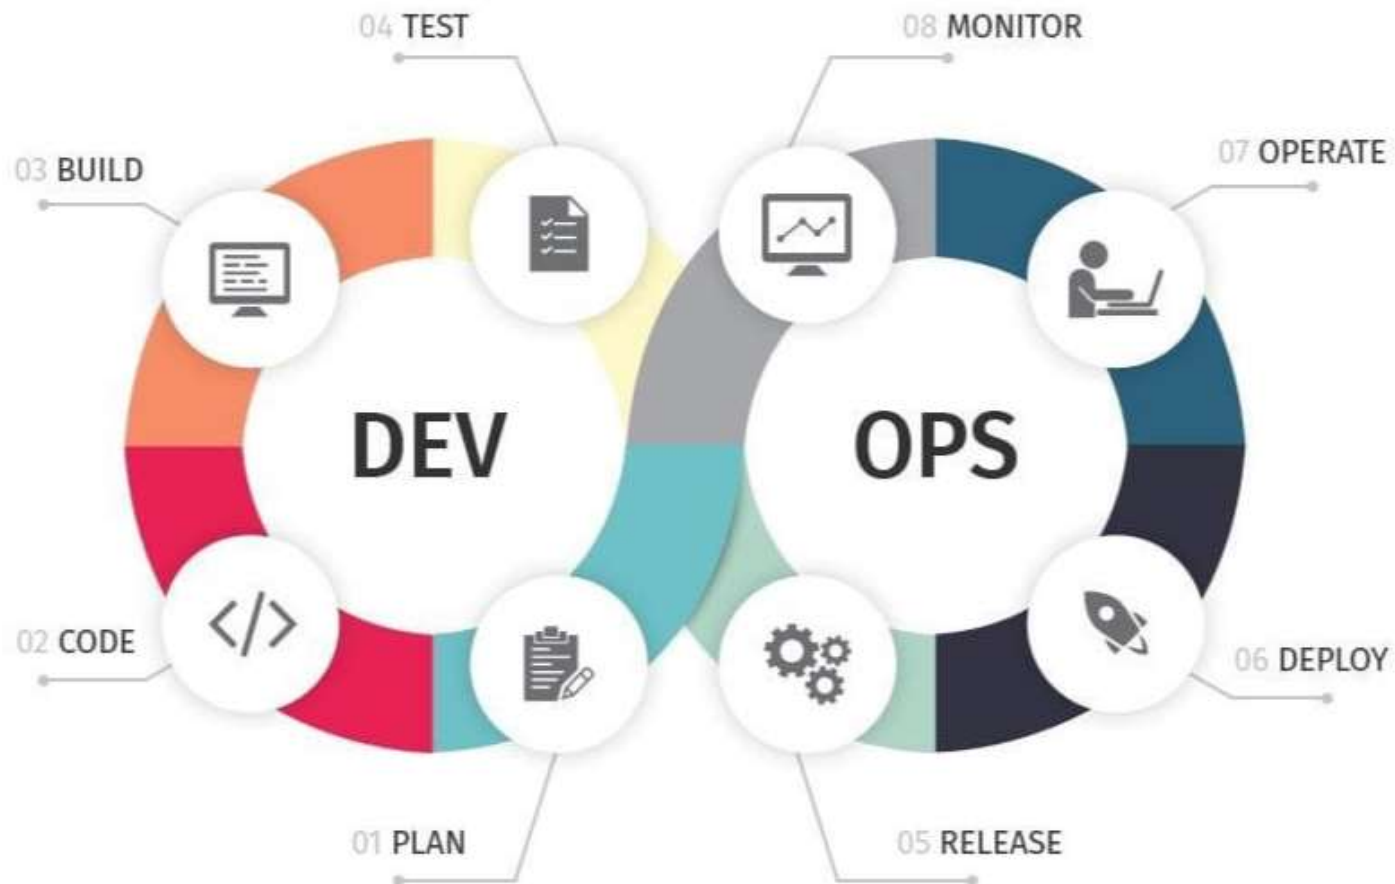 04 TEST
08 MONITOR
03 BUILD
07 OPERATE
DEV
OPS
02 CODE
06 DEPLOY
01 PLAN
05 RELEASE